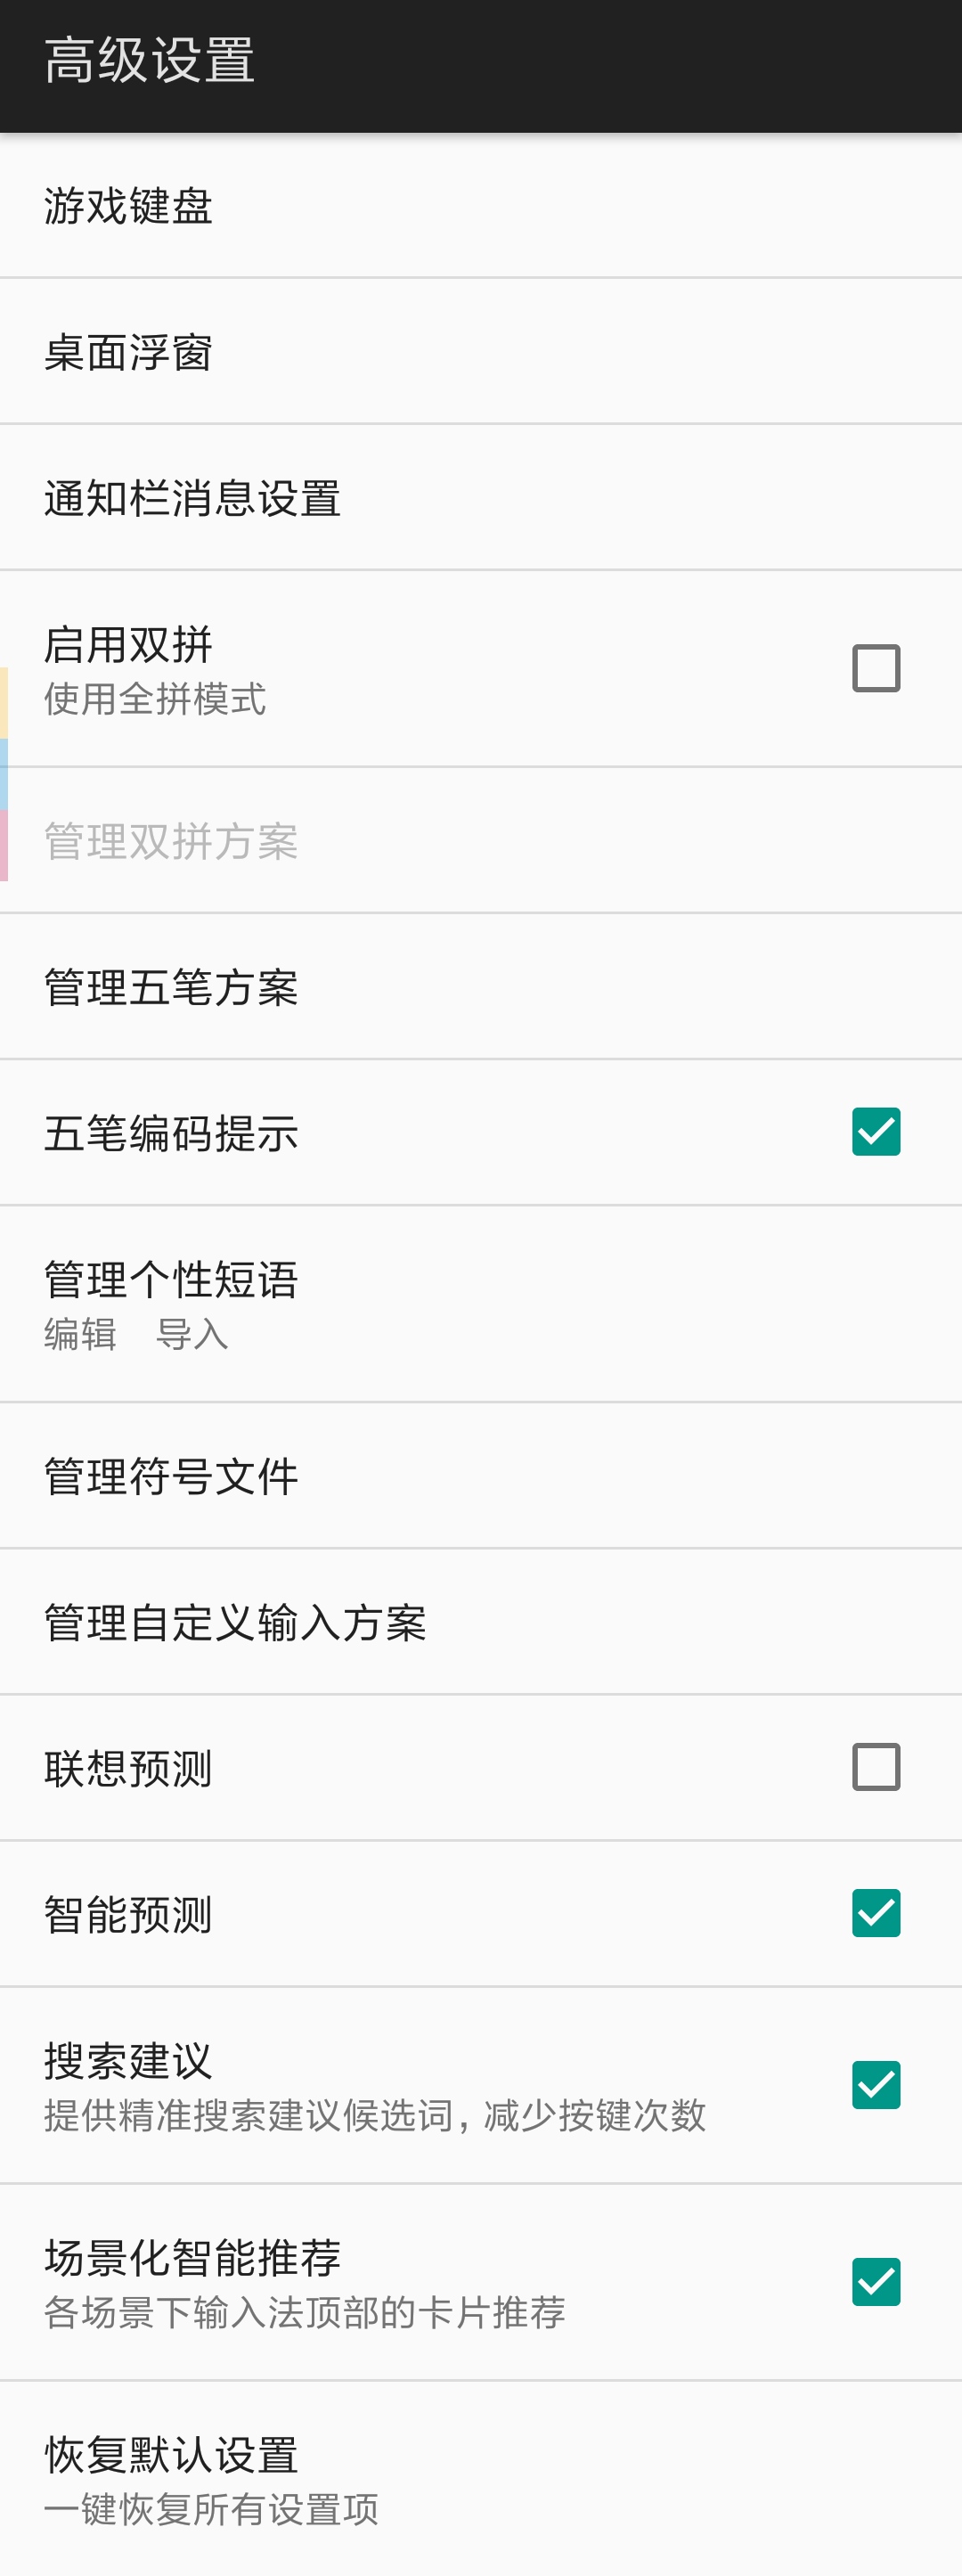 高级设置
游戏键盘
桌面浮窗
通知栏消息设置
启用双拼
使用全拼模式
管理双拼方案
管理五笔方案
五笔编码提示
管理个性短语
编辑　导入
管理符号文件
管理自定义输入方案
联想预测
智能预测
搜索建议
提供精准搜索建议候选词，减少按键次数
场景化智能推荐
各场景下输入法顶部的卡片推荐
恢复默认设置
一键恢复所有设置项